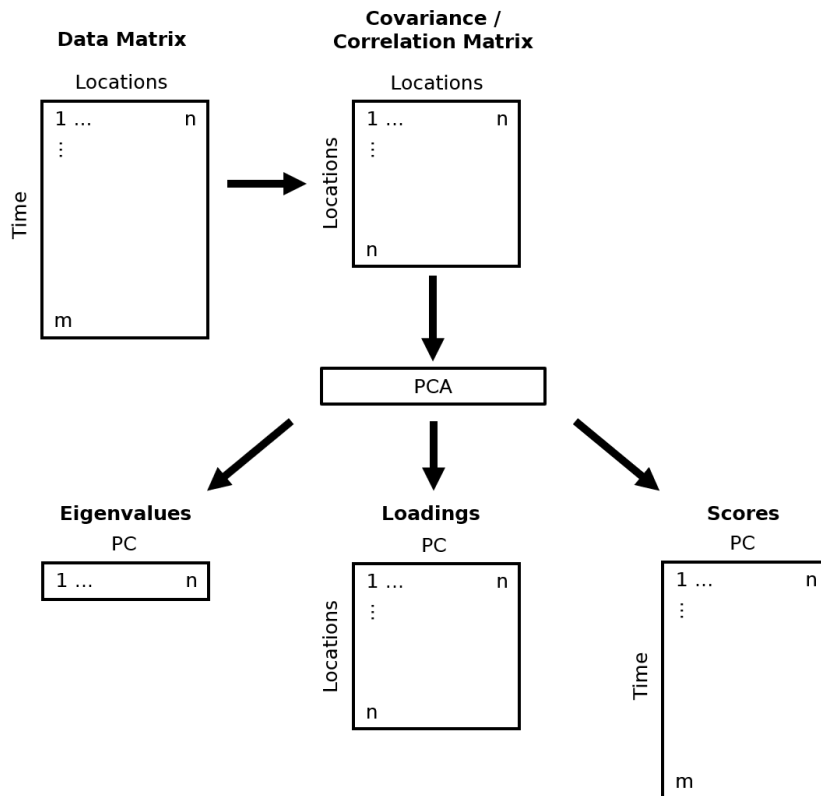 Data Matrix
Locations
1 ... n
⋮
Time
m
Covariance /
Correlation Matrix
Locations
1 ... n
⋮
Locations
n
PCA
Eigenvalues
PC
1 ... n
Loadings
PC
1 ... n
⋮
Locations
n
Scores
PC
1 ... n
⋮
Time
m